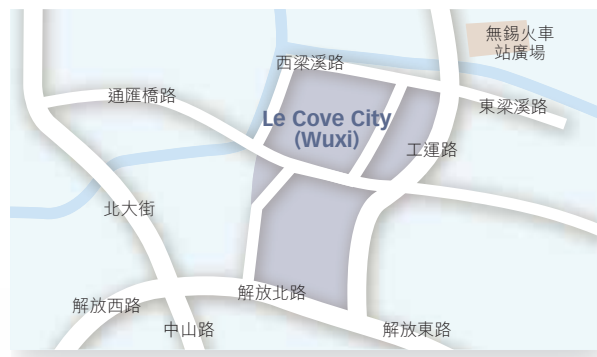 無錫火車
站廣場
西梁溪路
通匯橋路
東梁溪路
Le Cove City
(Wuxi)
工運路
北大街
解放北路
解放西路
中山路
解放東路